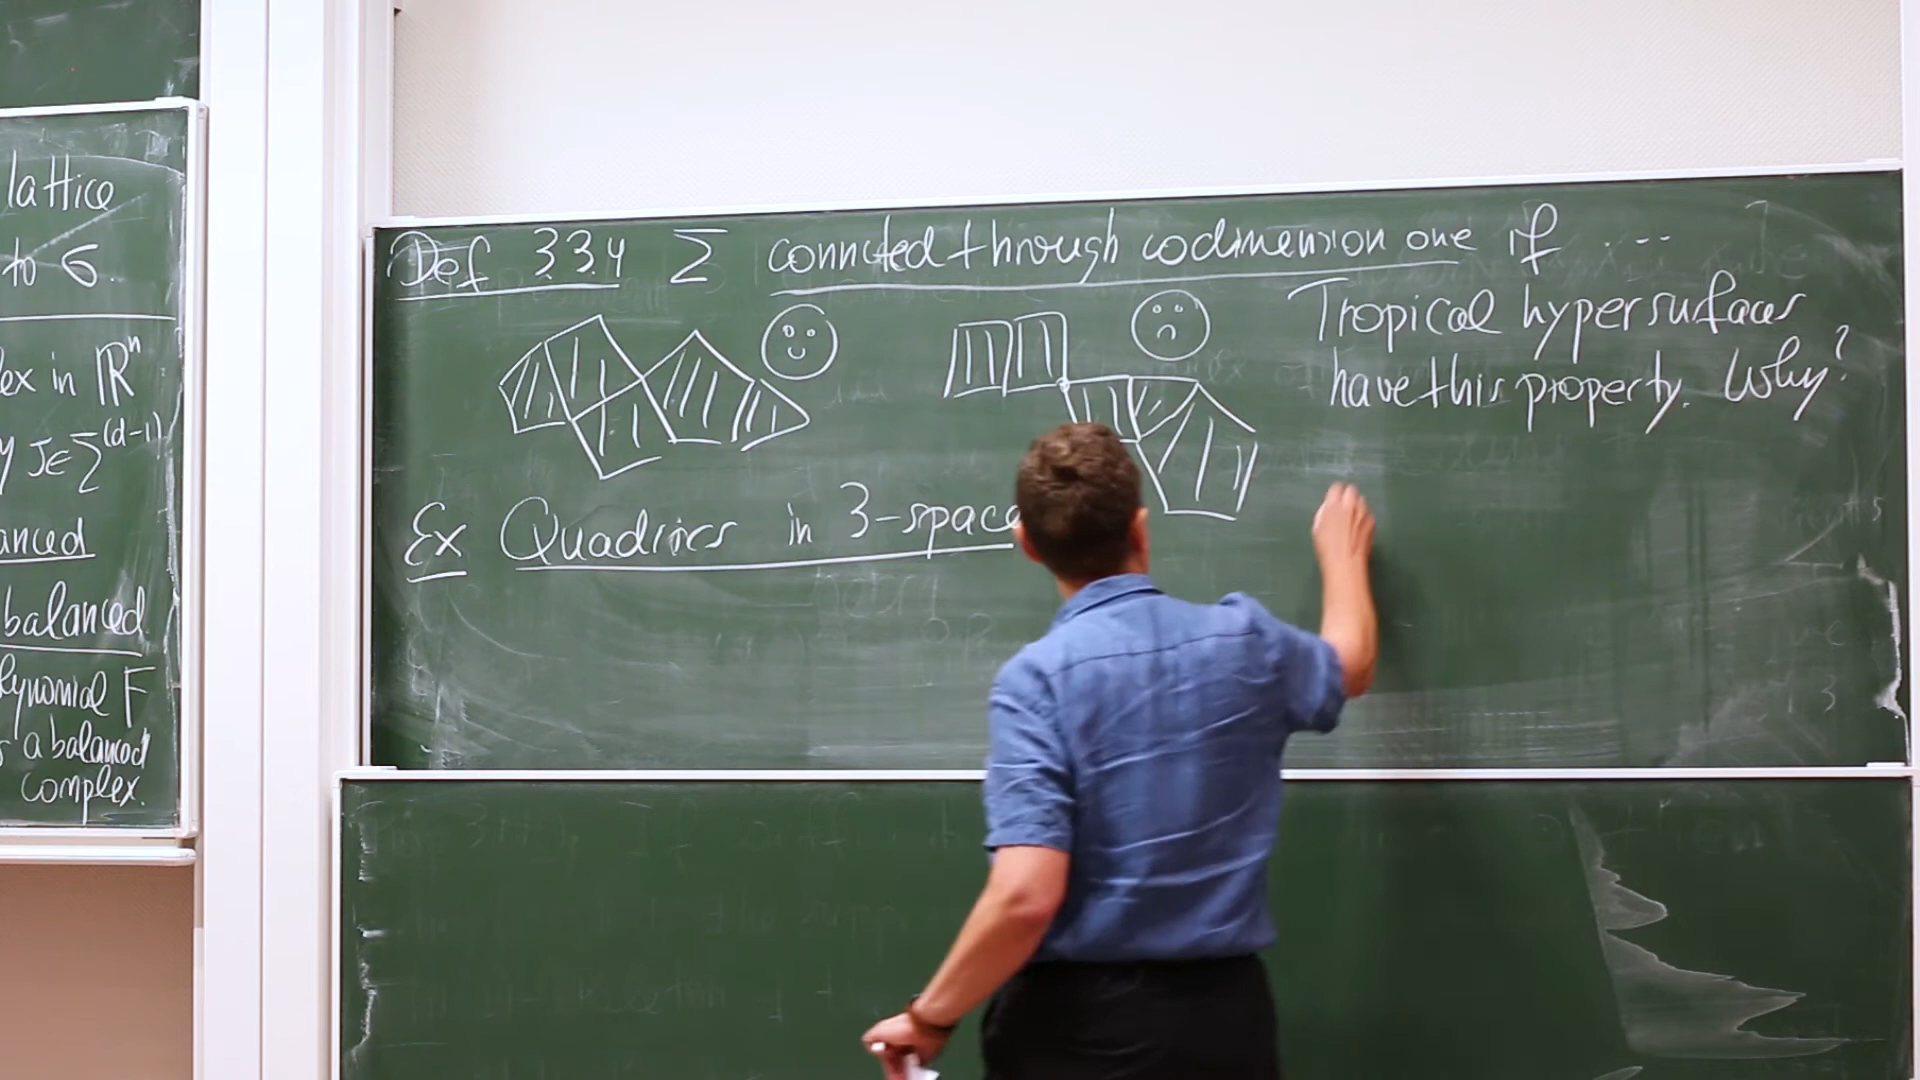 lattice
to σ.
ex in ℝⁿ
J∈Σ^(d-1)
anced
balanced
lynomial F
a balanced
complex.
Def 3.3.4 Σ conncted through codimension one if ...
Tropical hypersurfaces
have this property. Why?
Ex Quadrics in 3-space